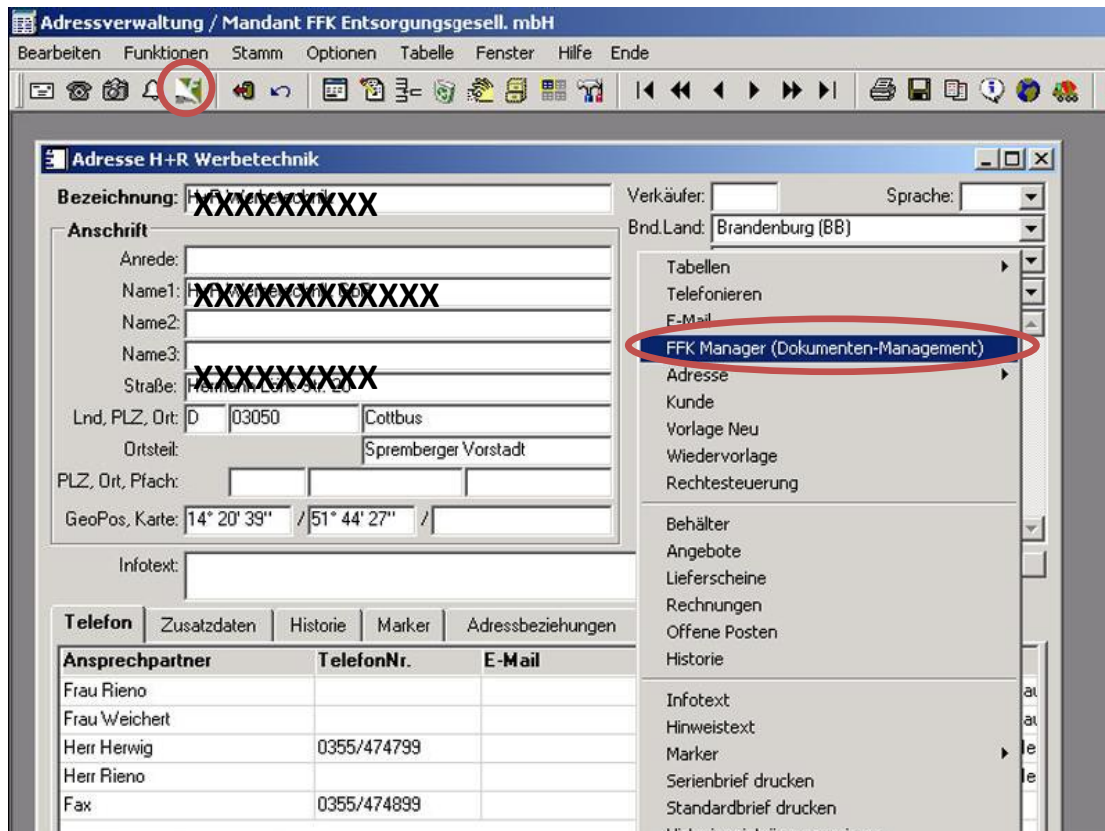 Adressverwaltung / Mandant FFK Entsorgungsgesell. mbH
Bearbeiten Funktionen Stamm Optionen Tabelle Fenster Hilfe Ende
Adresse H+R Werbetechnik
Bezeichnung: XXXXXXXXX Verkäufer: Sprache:
Anschrift Bnd.Land: Brandenburg (BB)
Anrede:
Name1: XXXXXXXXXXXX
Name2:
Name3:
Straße: XXXXXXXXX
Lnd, PLZ, Ort: D 03050 Cottbus
Ortsteil: Spremberger Vorstadt
PLZ, Ort, Pfach:
GeoPos, Karte: 14° 20' 39'' / 51° 44' 27'' /
Infotext:
Telefon Zusatzdaten Historie Marker Adressbeziehungen
Ansprechpartner TelefonNr. E-Mail
Frau Rieno
Frau Weichert
Herr Herwig 0355/474799
Herr Rieno
Fax 0355/474899
Tabellen
Telefonieren
E-Mail
FFK Manager (Dokumenten-Management)
Adresse
Kunde
Vorlage Neu
Wiedervorlage
Rechtesteuerung
Behälter
Angebote
Lieferscheine
Rechnungen
Offene Posten
Historie
Infotext
Hinweistext
Marker
Serienbrief drucken
Standardbrief drucken